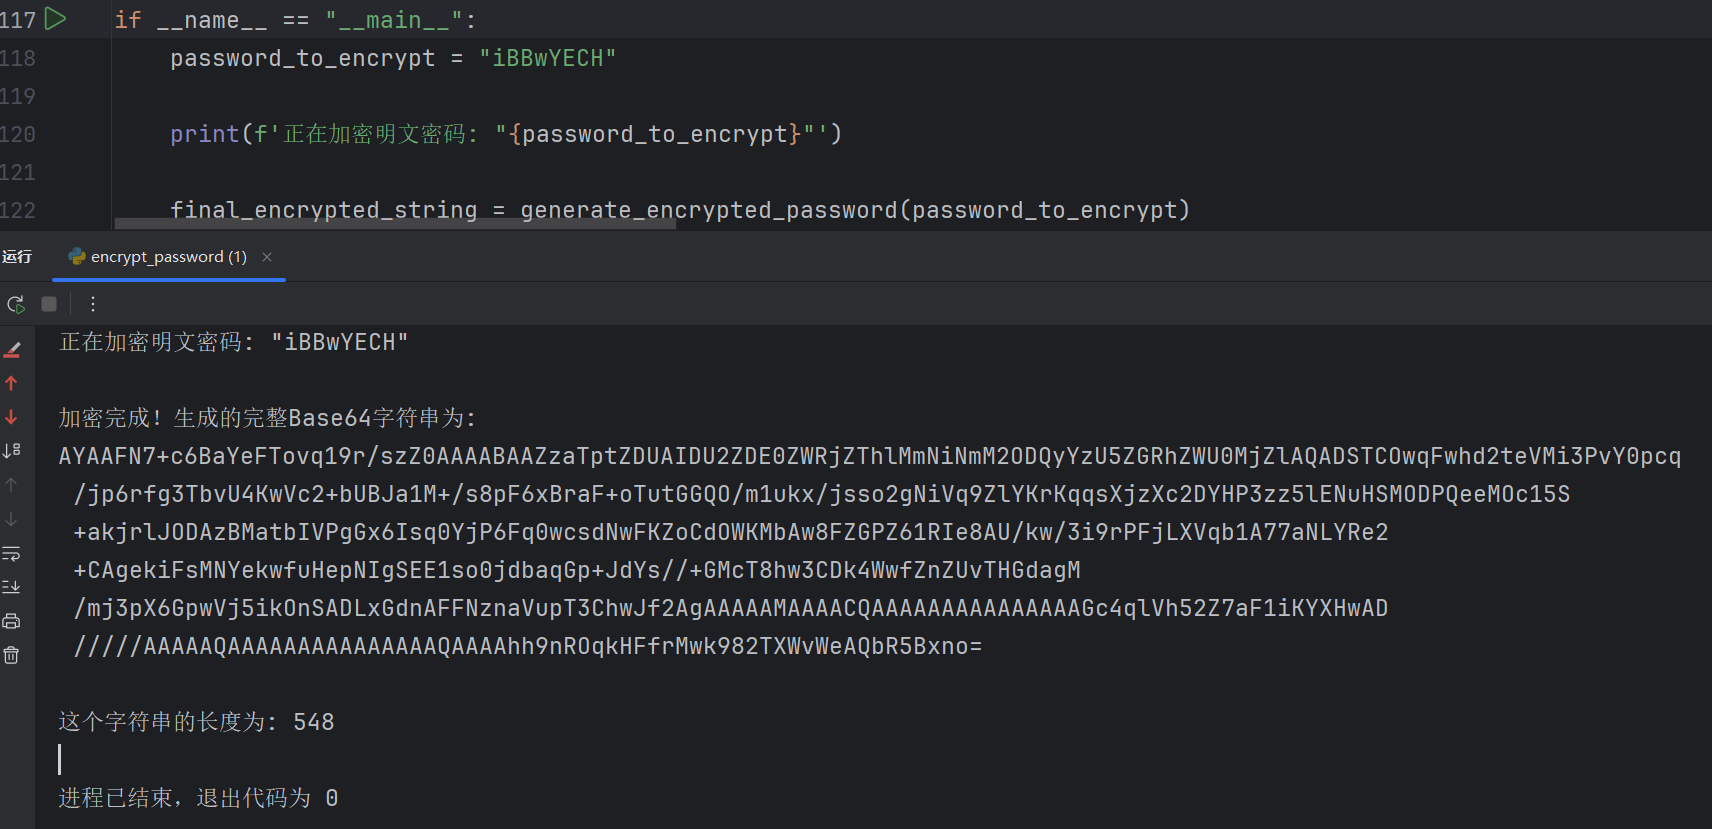 117 if __name__ == "__main__":
118 password_to_encrypt = "iBBwYECH"
119
120 print(f'正在加密明文密码: "{password_to_encrypt}"')
121
122 final_encrypted_string = generate_encrypted_password(password_to_encrypt)
运行 encrypt_password (1)
正在加密明文密码: "iBBwYECH"
加密完成! 生成的完整Base64字符串为:
AYAAFN7+c6BaYeFTovq19r/szZ0AAAABAAZzaTptZDUAIDU2ZDE0ZWRjZThlMmNiNmM2ODQyYzU5ZGRhZWU0MjZlAQADSTCOwqFwhd2teVMi3PvY0pcq
/jp6rfg3TbvU4KwVc2+bUBJa1M+/s8pF6xBraF+oTutGGQO/m1ukx/jsso2gNiVq9ZlYKrKqqsXjzXc2DYHP3zz5lENuHSMODPQeeMOc15S
+akjrlJODAzBMatbIVPgGx6Isq0YjP6Fq0wcsdNwFKZoCdOWKMbAw8FZGPZ61RIe8AU/kw/3i9rPFjLXVqb1A77aNLYRe2
+CAgekiFsMNYekwfuHepNIgSEE1so0jdbaqGp+JdYs//+GMcT8hw3CDk4WwfZnZUvTHGdagM
/mj3pX6GpwVj5ikOnSADLxGdnAFFNznaVupT3ChwJf2AgAAAAAMAAAACQAAAAAAAAAAAAAAAGc4qlVh52Z7aF1iKYXHwAD
/////AAAAAQAAAAAAAAAAAAAAAQAAAAhh9nROqkHFfrMwk982TXWvWeAQbR5Bxno=
这个字符串的长度为: 548
进程已结束，退出代码为 0